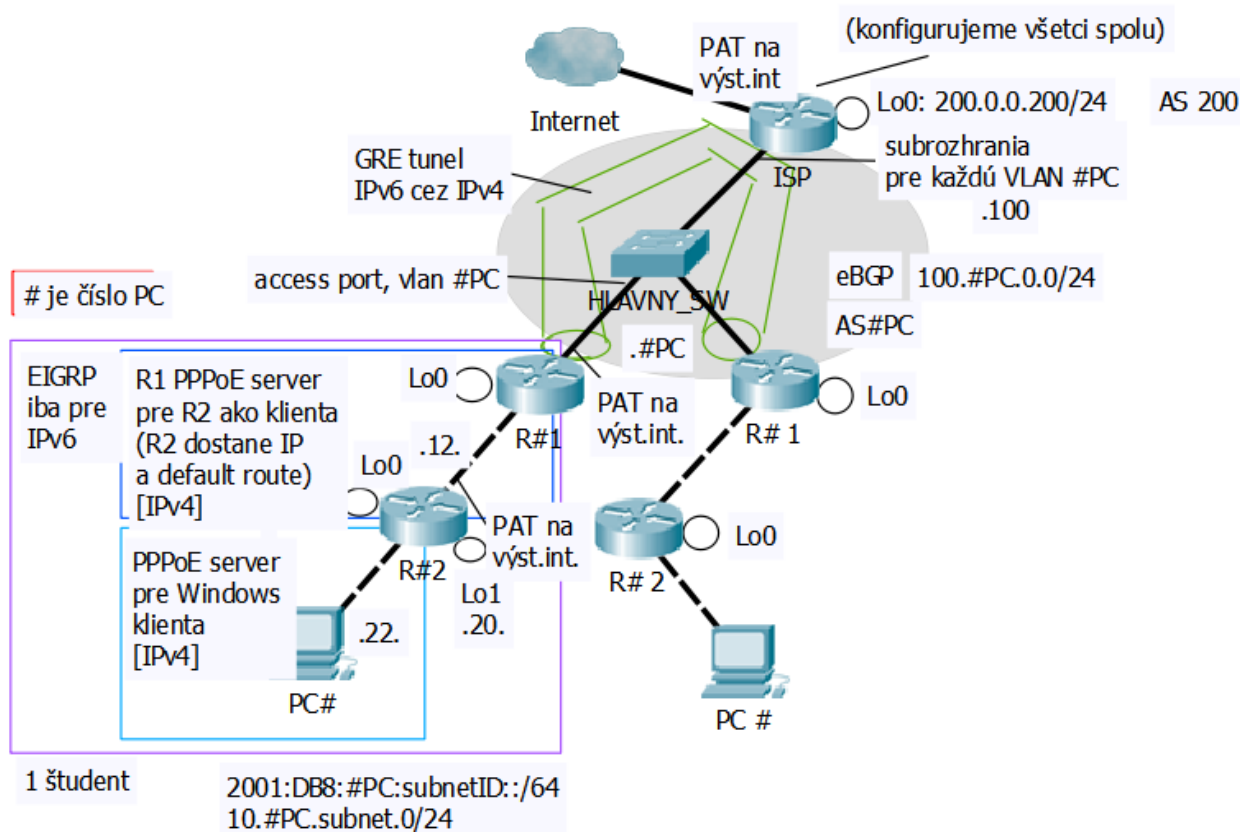 (konfigurujeme všetci spolu)
PAT na
výst.int
Internet
Lo0: 200.0.0.200/24
AS 200
ISP
subrozhrania
pre každú VLAN #PC
.100
GRE tunel
IPv6 cez IPv4
access port, vlan #PC
HLAVNY_SW
eBGP
100.#PC.0.0/24
AS#PC
# je číslo PC
.#PC
EIGRP
iba pre
IPv6
R1 PPPoE server
pre R2 ako klienta
(R2 dostane IP
a default route)
[IPv4]
Lo0
R#1
PAT na
výst.int.
Lo0
R# 1
.12.
Lo0
PAT na
výst.int.
R#2
Lo1
.20.
Lo0
R# 2
PPPoE server
pre Windows
klienta
[IPv4]
.22.
PC#
PC #
1 študent
2001:DB8:#PC:subnetID::/64
10.#PC.subnet.0/24